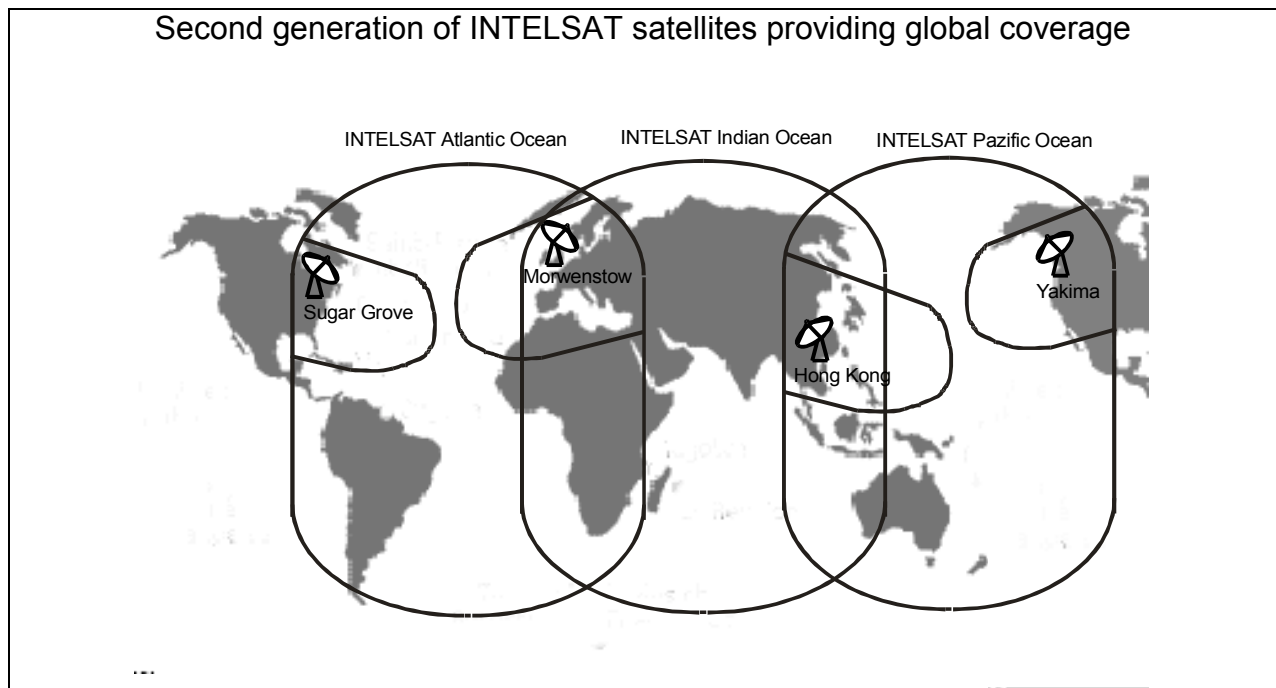 Second generation of INTELSAT satellites providing global coverage
INTELSAT Atlantic Ocean
INTELSAT Indian Ocean
INTELSAT Pazific Ocean
Morwenstow
Sugar Grove
Yakima
Hong Kong